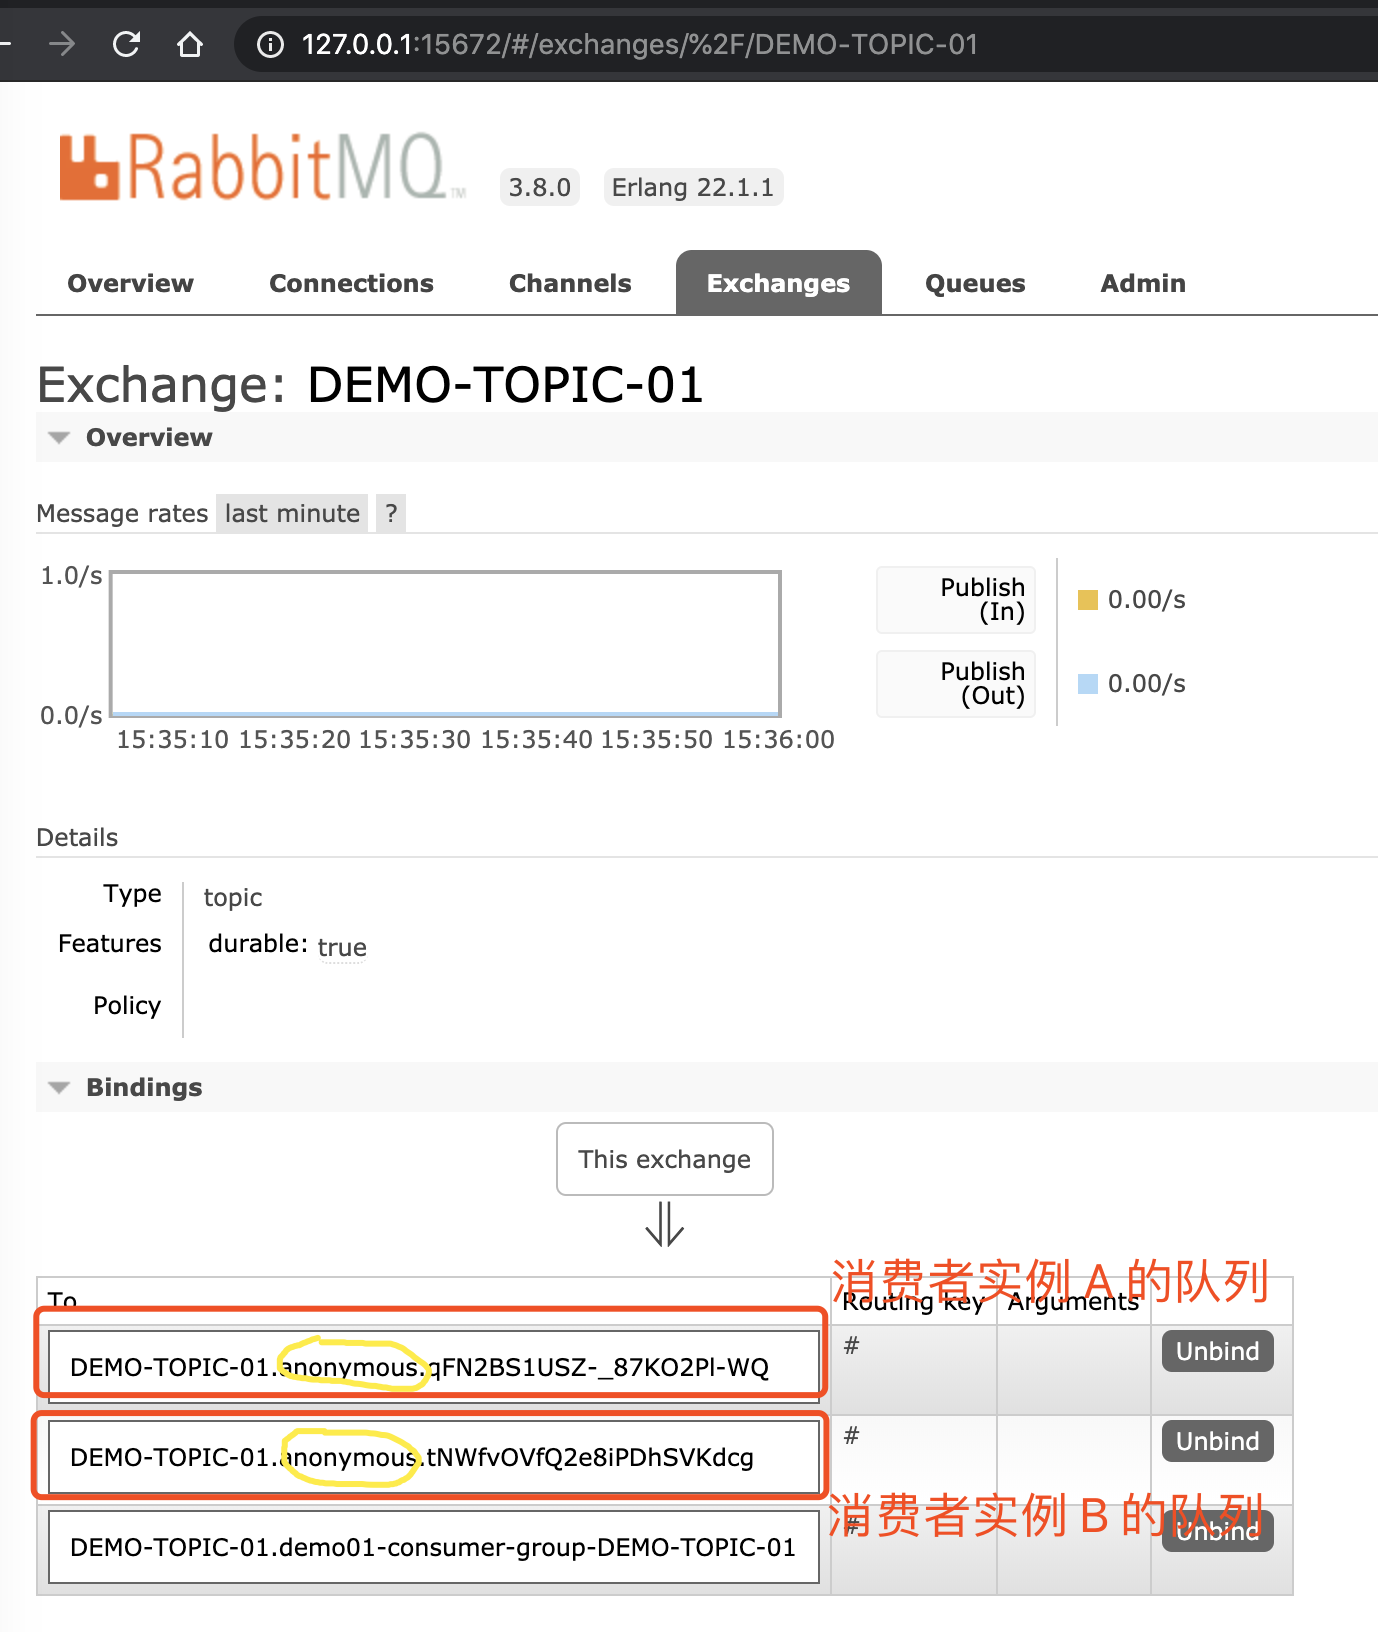 127.0.0.1:15672/#/exchanges/%2F/DEMO-TOPIC-01
RabbitMQ TM 3.8.0 Erlang 22.1.1
Overview Connections Channels Exchanges Queues Admin
Exchange: DEMO-TOPIC-01
Overview
Message rates last minute ?
1.0/s
0.0/s
15:35:10 15:35:20 15:35:30 15:35:40 15:35:50 15:36:00
Publish
(In)
0.00/s
Publish
(Out)
0.00/s
Details
Type topic
Features durable: true
Policy
Bindings
This exchange
消费者实例 A 的队列
To Routing key Arguments
DEMO-TOPIC-01.anonymous.qFN2BS1USZ-_87KO2Pl-WQ # Unbind
DEMO-TOPIC-01.anonymous.tNWfvOVfQ2e8iPDhSVKdcg # Unbind
消费者实例 B 的队列
DEMO-TOPIC-01.demo01-consumer-group-DEMO-TOPIC-01 # Unbind